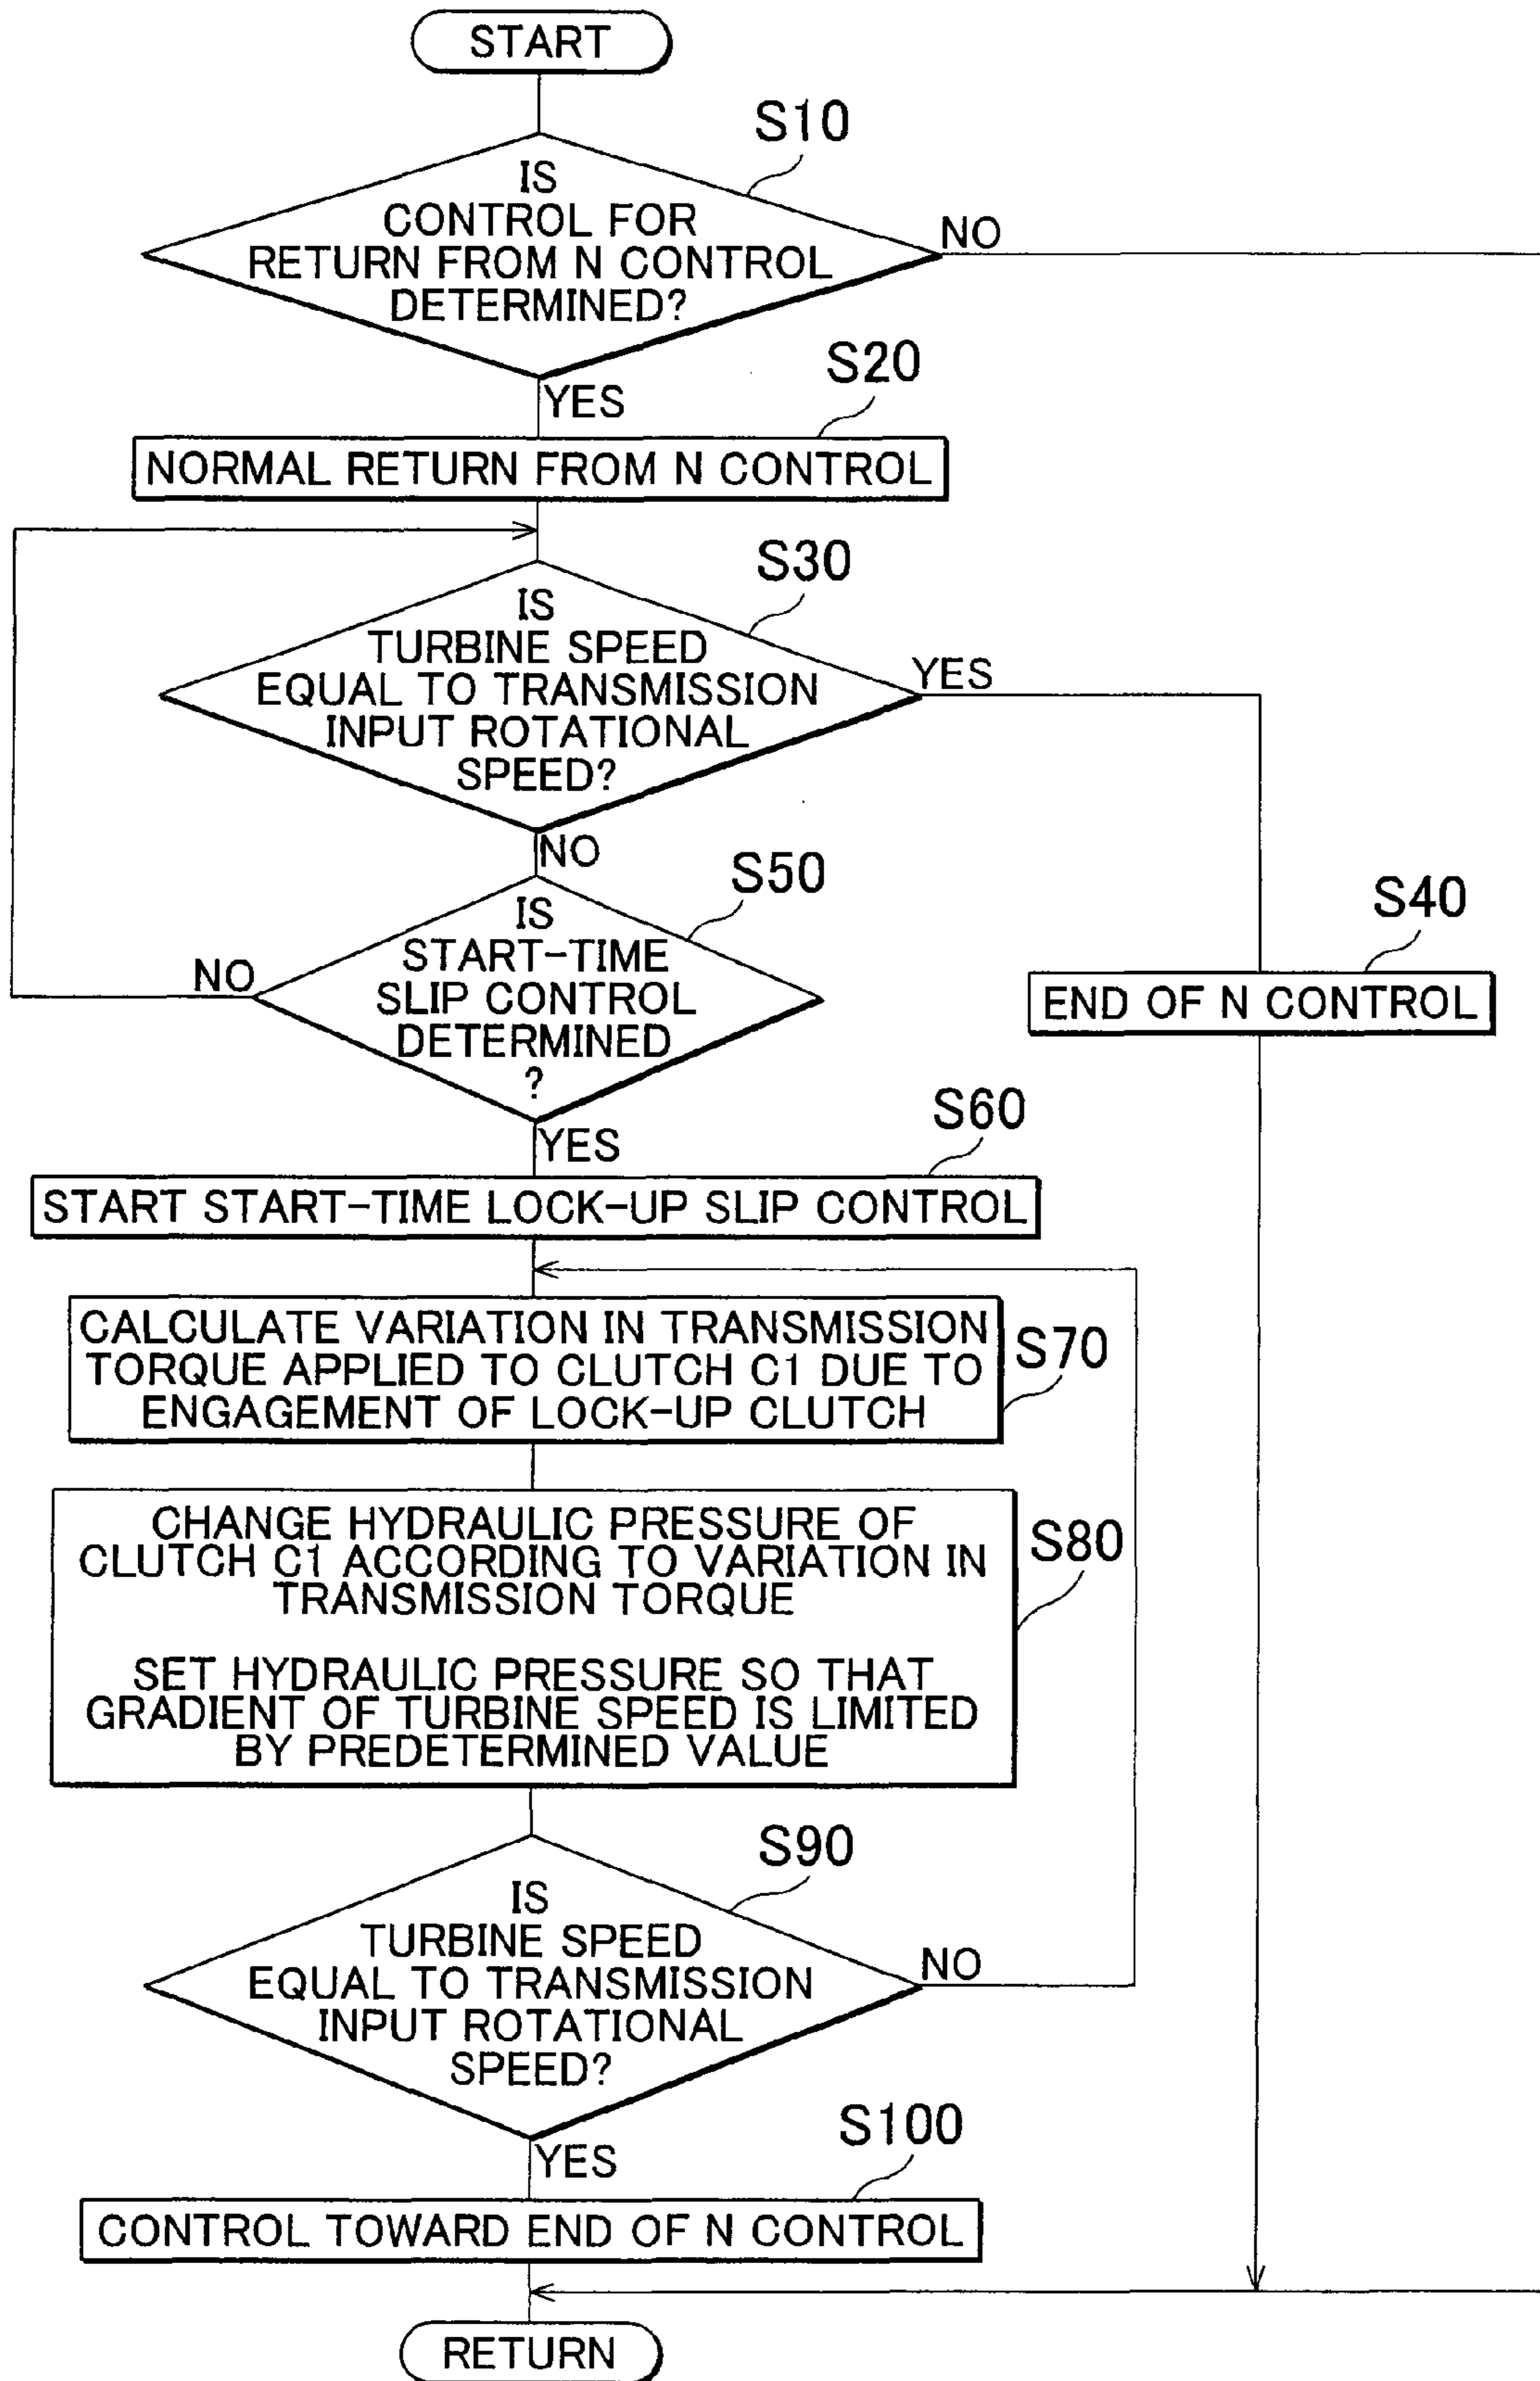 START
S10
IS
CONTROL FOR
RETURN FROM N CONTROL
DETERMINED?
NO
YES
S20
NORMAL RETURN FROM N CONTROL
S30
IS
TURBINE SPEED
EQUAL TO TRANSMISSION
INPUT ROTATIONAL
SPEED?
YES
NO
S50
IS
START-TIME
SLIP CONTROL
DETERMINED
?
NO
YES
S40
END OF N CONTROL
S60
START START-TIME LOCK-UP SLIP CONTROL
CALCULATE VARIATION IN TRANSMISSION
TORQUE APPLIED TO CLUTCH C1 DUE TO
ENGAGEMENT OF LOCK-UP CLUTCH
S70
CHANGE HYDRAULIC PRESSURE OF
CLUTCH C1 ACCORDING TO VARIATION IN
TRANSMISSION TORQUE
SET HYDRAULIC PRESSURE SO THAT
GRADIENT OF TURBINE SPEED IS LIMITED
BY PREDETERMINED VALUE
S80
S90
IS
TURBINE SPEED
EQUAL TO TRANSMISSION
INPUT ROTATIONAL
SPEED?
NO
YES
S100
CONTROL TOWARD END OF N CONTROL
RETURN